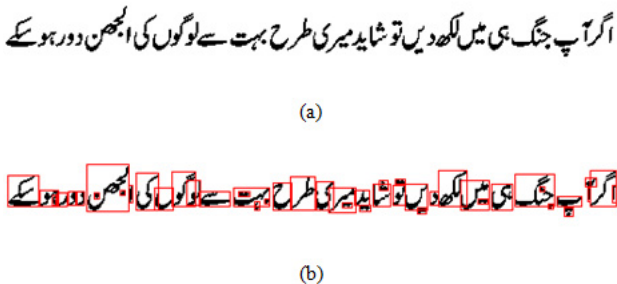 اگر آپ جنگ ہی میں لکھ دیں تو شاید میری طرح بہت سے لوگوں کی الجھن دور ہو سکے
(a)
اگر آپ جنگ ہی میں لکھ دیں تو شاید میری طرح بہت سے لوگوں کی الجھن دور ہو سکے
(b)